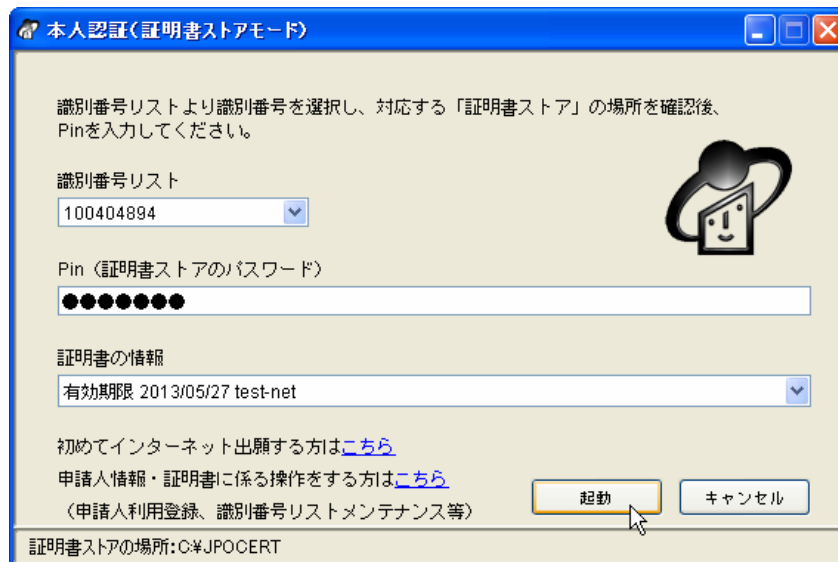 本人認証(証明書ストアモード)
識別番号リストより識別番号を選択し、対応する「証明書ストア」の場所を確認後、
Pinを入力してください。
識別番号リスト
100404894
Pin（証明書ストアのパスワード）
●●●●●●●
証明書の情報
有効期限 2013/05/27 test-net
初めてインターネット出願する方はこちら
申請人情報・証明書に係る操作をする方はこちら
（申請人利用登録、識別番号リストメンテナンス等）
起動
キャンセル
証明書ストアの場所:C:¥JPOCERT